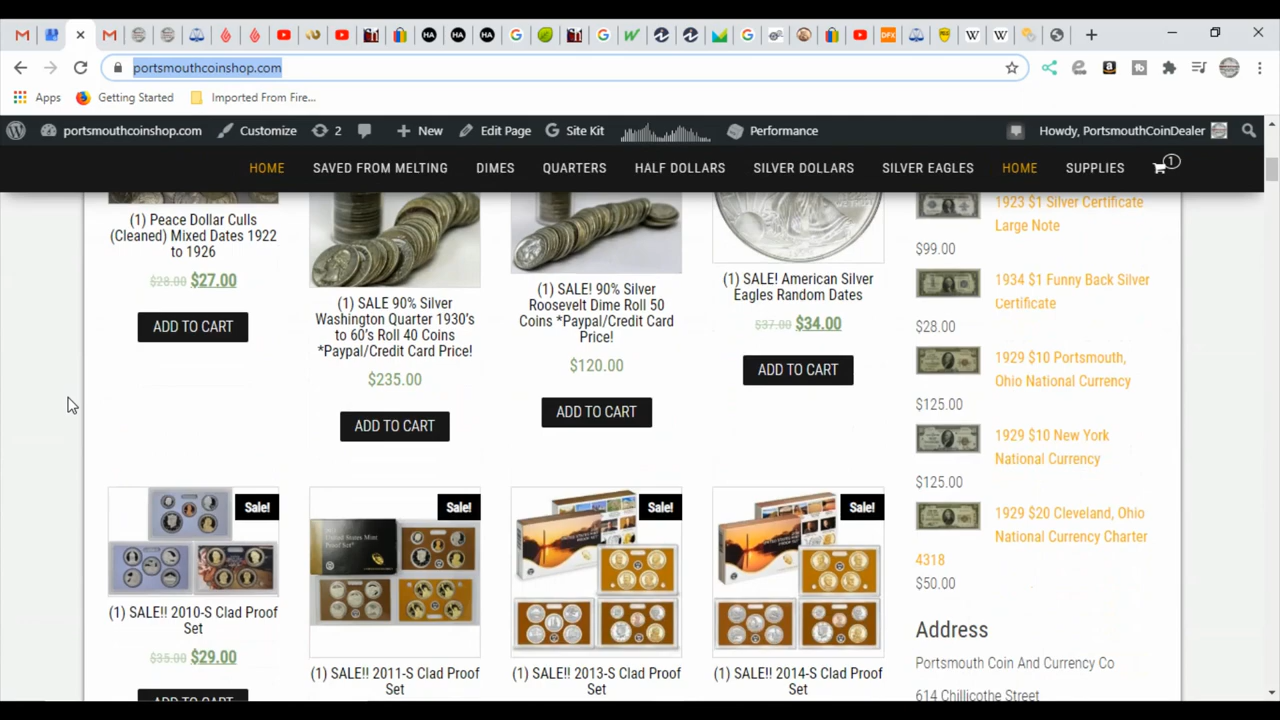 portsmouthcoinshop.com
Apps
Getting Started
Imported From Fire...
portsmouthcoinshop.com
Customize
2
New
Edit Page
Site Kit
Performance
Howdy, PortsmouthCoinDealer
HOME
SAVED FROM MELTING
DIMES
QUARTERS
HALF DOLLARS
SILVER DOLLARS
SILVER EAGLES
HOME
SUPPLIES
1
(1) Peace Dollar Culls
(Cleaned) Mixed Dates 1922
to 1926
$28.00 $27.00
ADD TO CART
(1) SALE 90% Silver
Washington Quarter 1930's
to 60's Roll 40 Coins
*Paypal/Credit Card Price!
$235.00
ADD TO CART
(1) SALE! 90% Silver
Roosevelt Dime Roll 50
Coins *Paypal/Credit Card
Price!
$120.00
ADD TO CART
(1) SALE! American Silver
Eagles Random Dates
$37.00 $34.00
ADD TO CART
Sale!
(1) SALE!! 2010-S Clad Proof
Set
$35.00 $29.00
ADD TO CART
Sale!
(1) SALE!! 2011-S Clad Proof
Set
Sale!
(1) SALE!! 2013-S Clad Proof
Set
Sale!
(1) SALE!! 2014-S Clad Proof
Set
1923 $1 Silver Certificate
Large Note
$99.00
1934 $1 Funny Back Silver
Certificate
$28.00
1929 $10 Portsmouth,
Ohio National Currency
$125.00
1929 $10 New York
National Currency
$125.00
1929 $20 Cleveland, Ohio
National Currency Charter
4318
$50.00
Address
Portsmouth Coin And Currency Co
614 Chillicothe Street